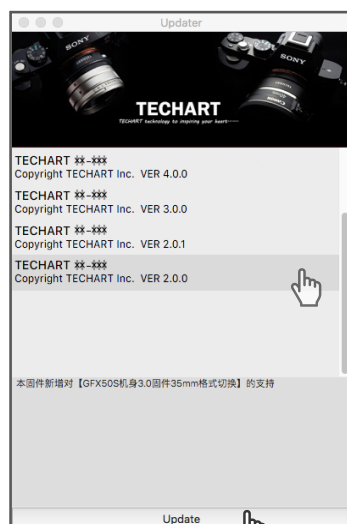 Updater
SONY
SONY
Canon
TECHART
TECHART technology to inspiring your heart······
TECHART ※※-※※※
Copyright TECHART Inc. VER 4.0.0
TECHART ※※-※※※
Copyright TECHART Inc. VER 3.0.0
TECHART ※※-※※※
Copyright TECHART Inc. VER 2.0.1
TECHART ※※-※※※
Copyright TECHART Inc. VER 2.0.0
本固件新增对【GFX50S机身3.0固件35mm格式切换】的支持
Update